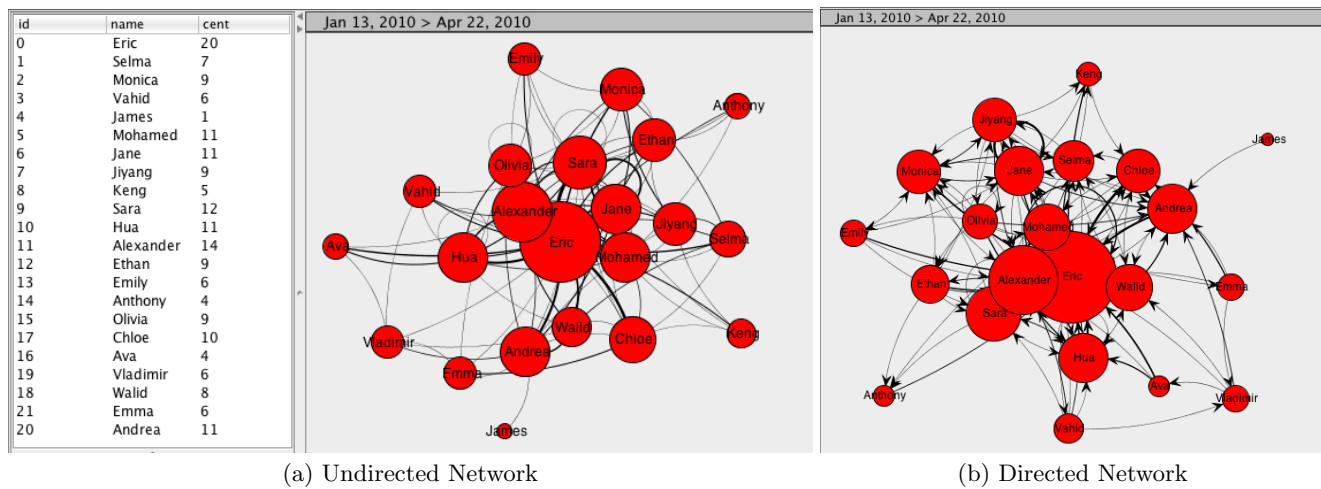 id name cent
0 Eric 20
1 Selma 7
2 Monica 9
3 Vahid 6
4 James 1
5 Mohamed 11
6 Jane 11
7 Jiyang 9
8 Keng 5
9 Sara 12
10 Hua 11
11 Alexander 14
12 Ethan 9
13 Emily 6
14 Anthony 4
15 Olivia 9
17 Chloe 10
16 Ava 4
19 Vladimir 6
18 Walid 8
21 Emma 6
20 Andrea 11
Jan 13, 2010 > Apr 22, 2010
Emily
Monica
Anthony
Ethan
Sara
Olivia
Vahid
Alexander
Jane
Jiyang
Selma
Ava
Eric
Hua
Mohamed
Walid
Keng
Chloe
Vladimir
Andrea
Emma
James
(a) Undirected Network
Jan 13, 2010 > Apr 22, 2010
Keng
Jiyang
James
Selma
Monica
Jane
Chloe
Andrea
Olivia
Mohamed
Emily
Eric
Alexander
Ethan
Walid
Emma
Sara
Hua
Ava
Anthony
Vladimir
Vahid
(b) Directed Network